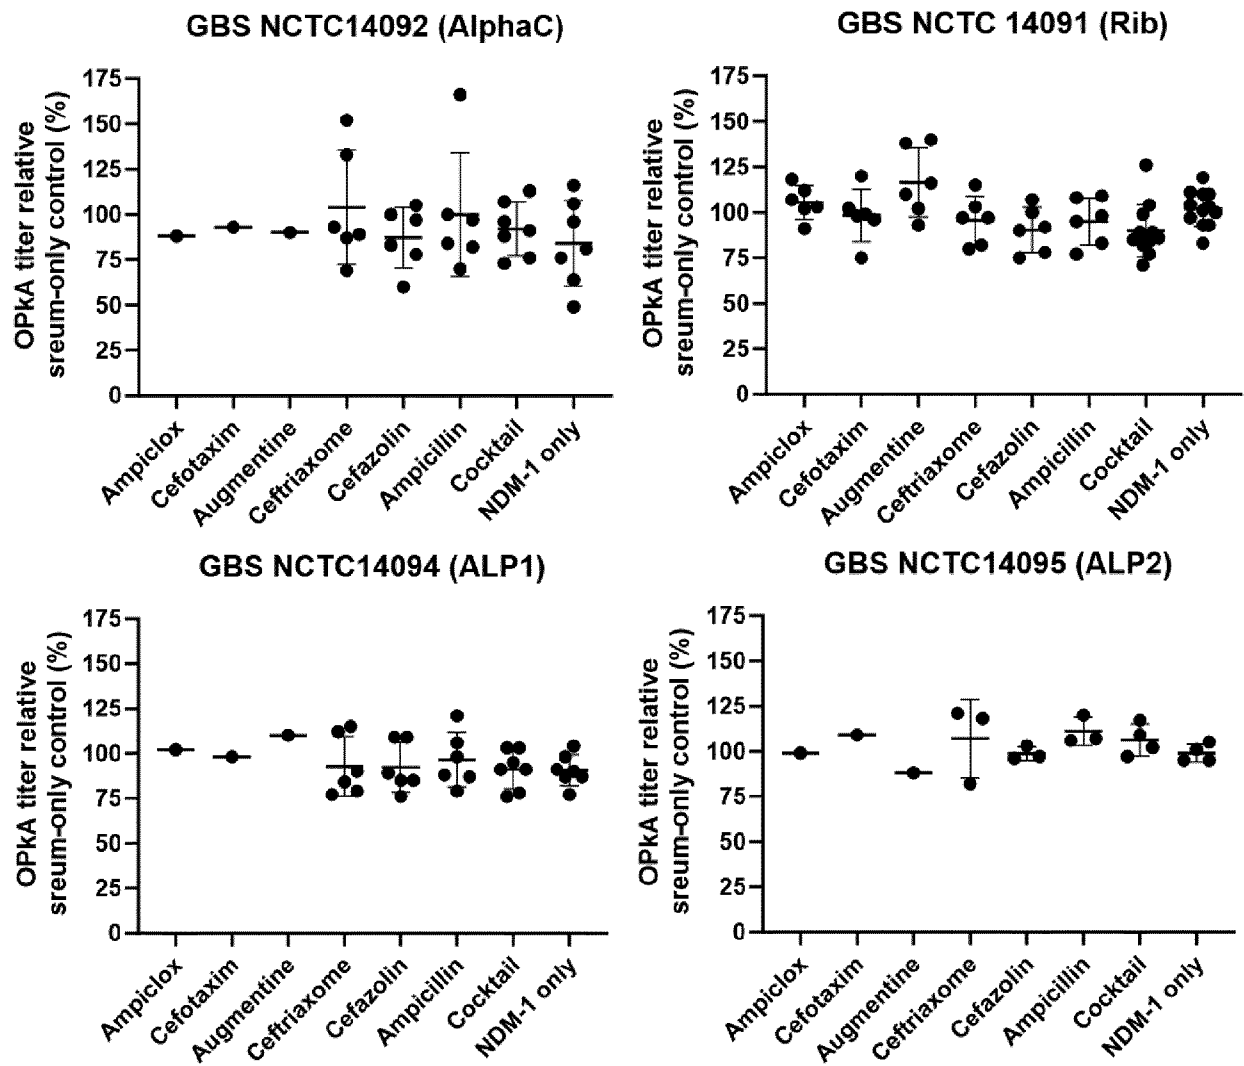 GBS NCTC14092 (AlphaC)
OPkA titer relative
sreum-only control (%)
175
150
125
100
75
50
25
0
Ampiclox
Cefotaxim
Augmentine
Ceftriaxome
Cefazolin
Ampicillin
Cocktail
NDM-1 only
GBS NCTC 14091 (Rib)
OPkA titer relative
sreum-only control (%)
175
150
125
100
75
50
25
0
Ampiclox
Cefotaxim
Augmentine
Ceftriaxome
Cefazolin
Ampicillin
Cocktail
NDM-1 only
GBS NCTC14094 (ALP1)
OPkA titer relative
sreum-only control (%)
175
150
125
100
75
50
25
0
Ampiclox
Cefotaxim
Augmentine
Ceftriaxome
Cefazolin
Ampicillin
Cocktail
NDM-1 only
GBS NCTC14095 (ALP2)
OPkA titer relative
sreum-only control (%)
175
150
125
100
75
50
25
0
Ampiclox
Cefotaxim
Augmentine
Ceftriaxome
Cefazolin
Ampicillin
Cocktail
NDM-1 only